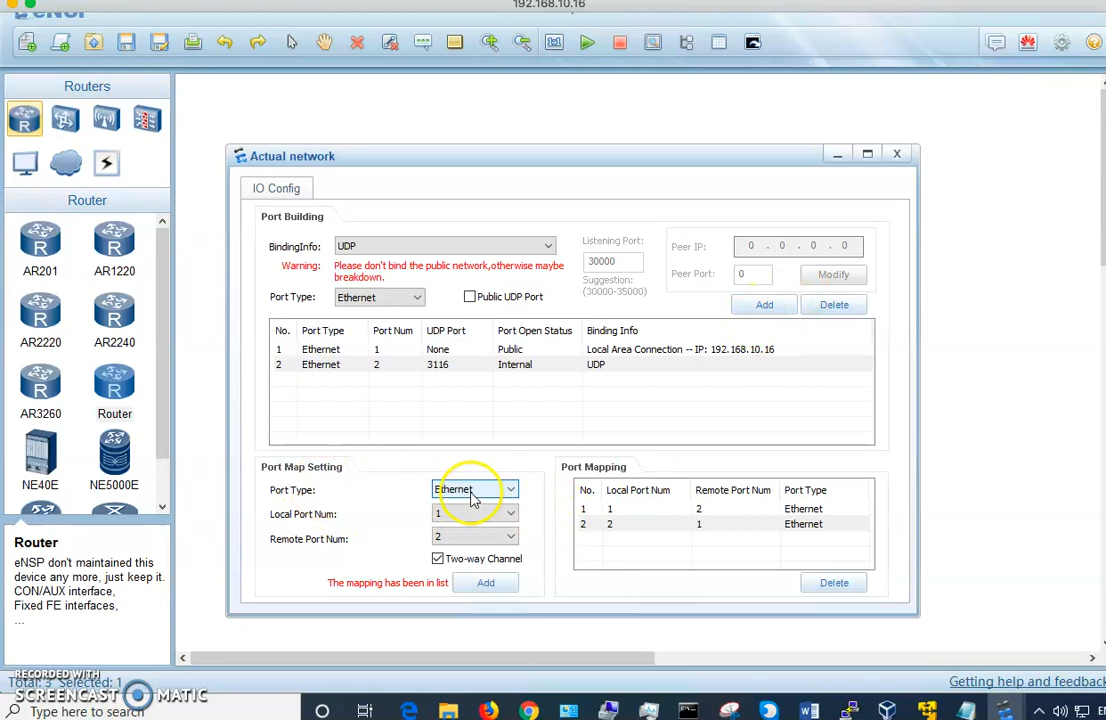 192.168.10.16
eNSP
Routers
Router
AR201
AR1220
AR2220
AR2240
AR3260
Router
NE40E
NE5000E
Router
eNSP don't maintained this
device any more, just keep it.
CON/AUX interface,
Fixed FE interfaces,
...
Actual network
IO Config
Port Building
BindingInfo: UDP
Warning: Please don't bind the public network,otherwise maybe
breakdown.
Port Type: Ethernet
Public UDP Port
Listening Port:
30000
Suggestion:
(30000-35000)
Peer IP: 0 . 0 . 0 . 0
Peer Port: 0 Modify
Add Delete
No. Port Type Port Num UDP Port Port Open Status Binding Info
1 Ethernet 1 None Public Local Area Connection -- IP: 192.168.10.16
2 Ethernet 2 3116 Internal UDP
Port Map Setting
Port Type: Ethernet
Local Port Num: 1
Remote Port Num: 2
Two-way Channel
The mapping has been in list Add
Port Mapping
No. Local Port Num Remote Port Num Port Type
1 1 2 Ethernet
2 2 1 Ethernet
Delete
Total: 3 Selected: 1
Getting help and feedback
RECORDED WITH
SCREENCAST MATIC
Type here to search